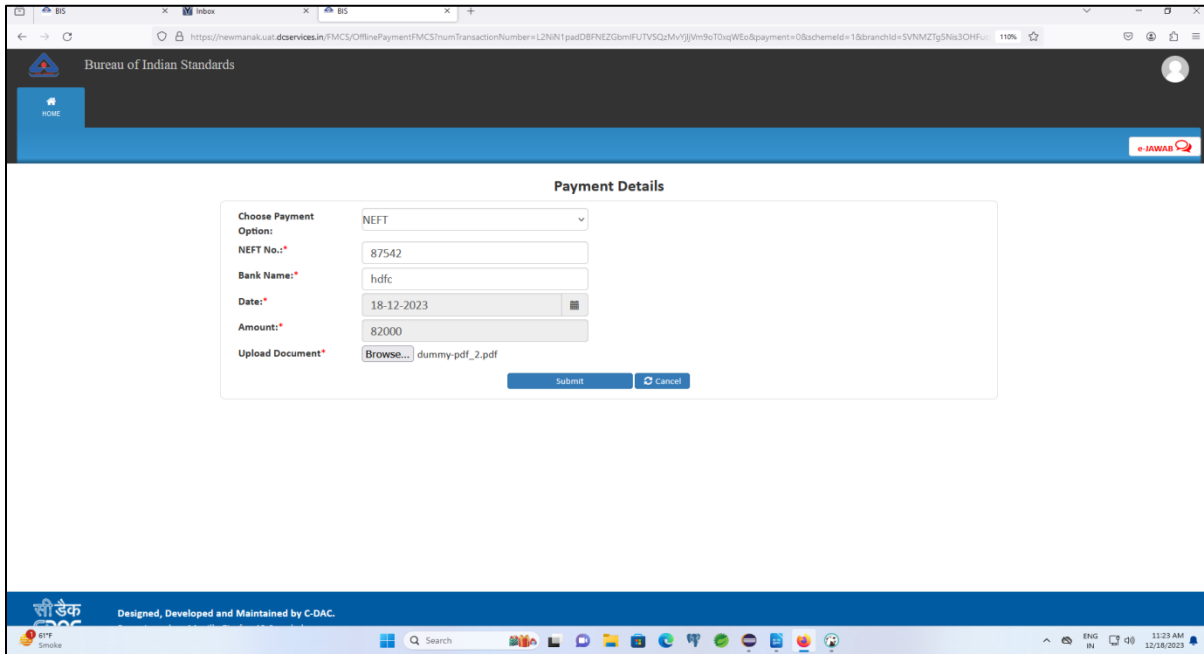 BIS
Inbox
BIS
https://newmanak.uat.dcservices.in/FMCS/OfflinePaymentFMCS?numTransactionNumber=L2NiN1padDBFNEZGbmlFUTVSQzMvYjJjVm9oT0xqWEo&payment=0&schemeId=1&branchId=SVNMZTg5Nis3OHFu
110%
Bureau of Indian Standards
HOME
e-JAWAB
Payment Details
Choose Payment
Option:
NEFT
NEFT No.:*
87542
Bank Name:*
hdfc
Date:*
18-12-2023
Amount:*
82000
Upload Document*
Browse... dummy-pdf_2.pdf
Submit
Cancel
सी डैक
Designed, Developed and Maintained by C-DAC.
1
61°F
Smoke
Search
ENG
IN
11:23 AM
12/18/2023